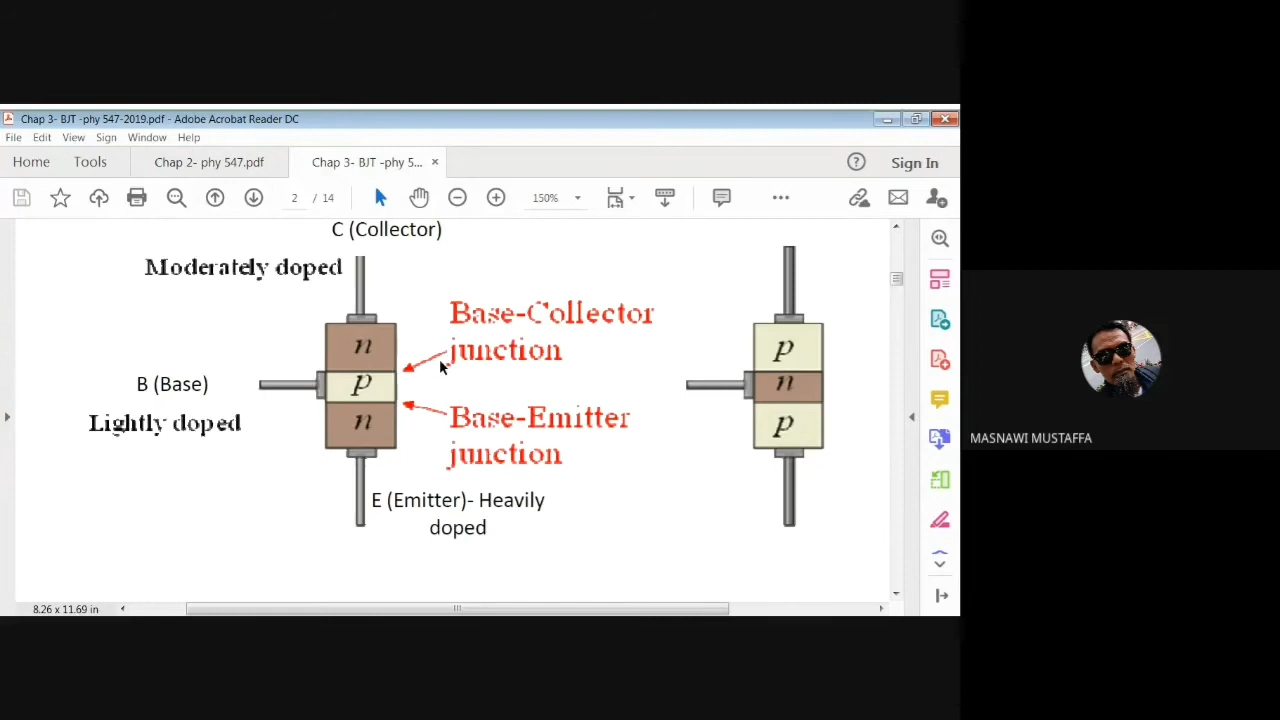 Chap 3- BJT -phy 547-2019.pdf - Adobe Acrobat Reader DC
File Edit View Sign Window Help
Home Tools Chap 2- phy 547.pdf Chap 3- BJT -phy 5... × ? Sign In
2 / 14 150%
C (Collector)
Moderately doped
Base-Collector
junction
n
p
n
B (Base)
Lightly doped
Base-Emitter
junction
E (Emitter)- Heavily
doped
p
n
p
8.26 x 11.69 in
MASNAWI MUSTAFFA